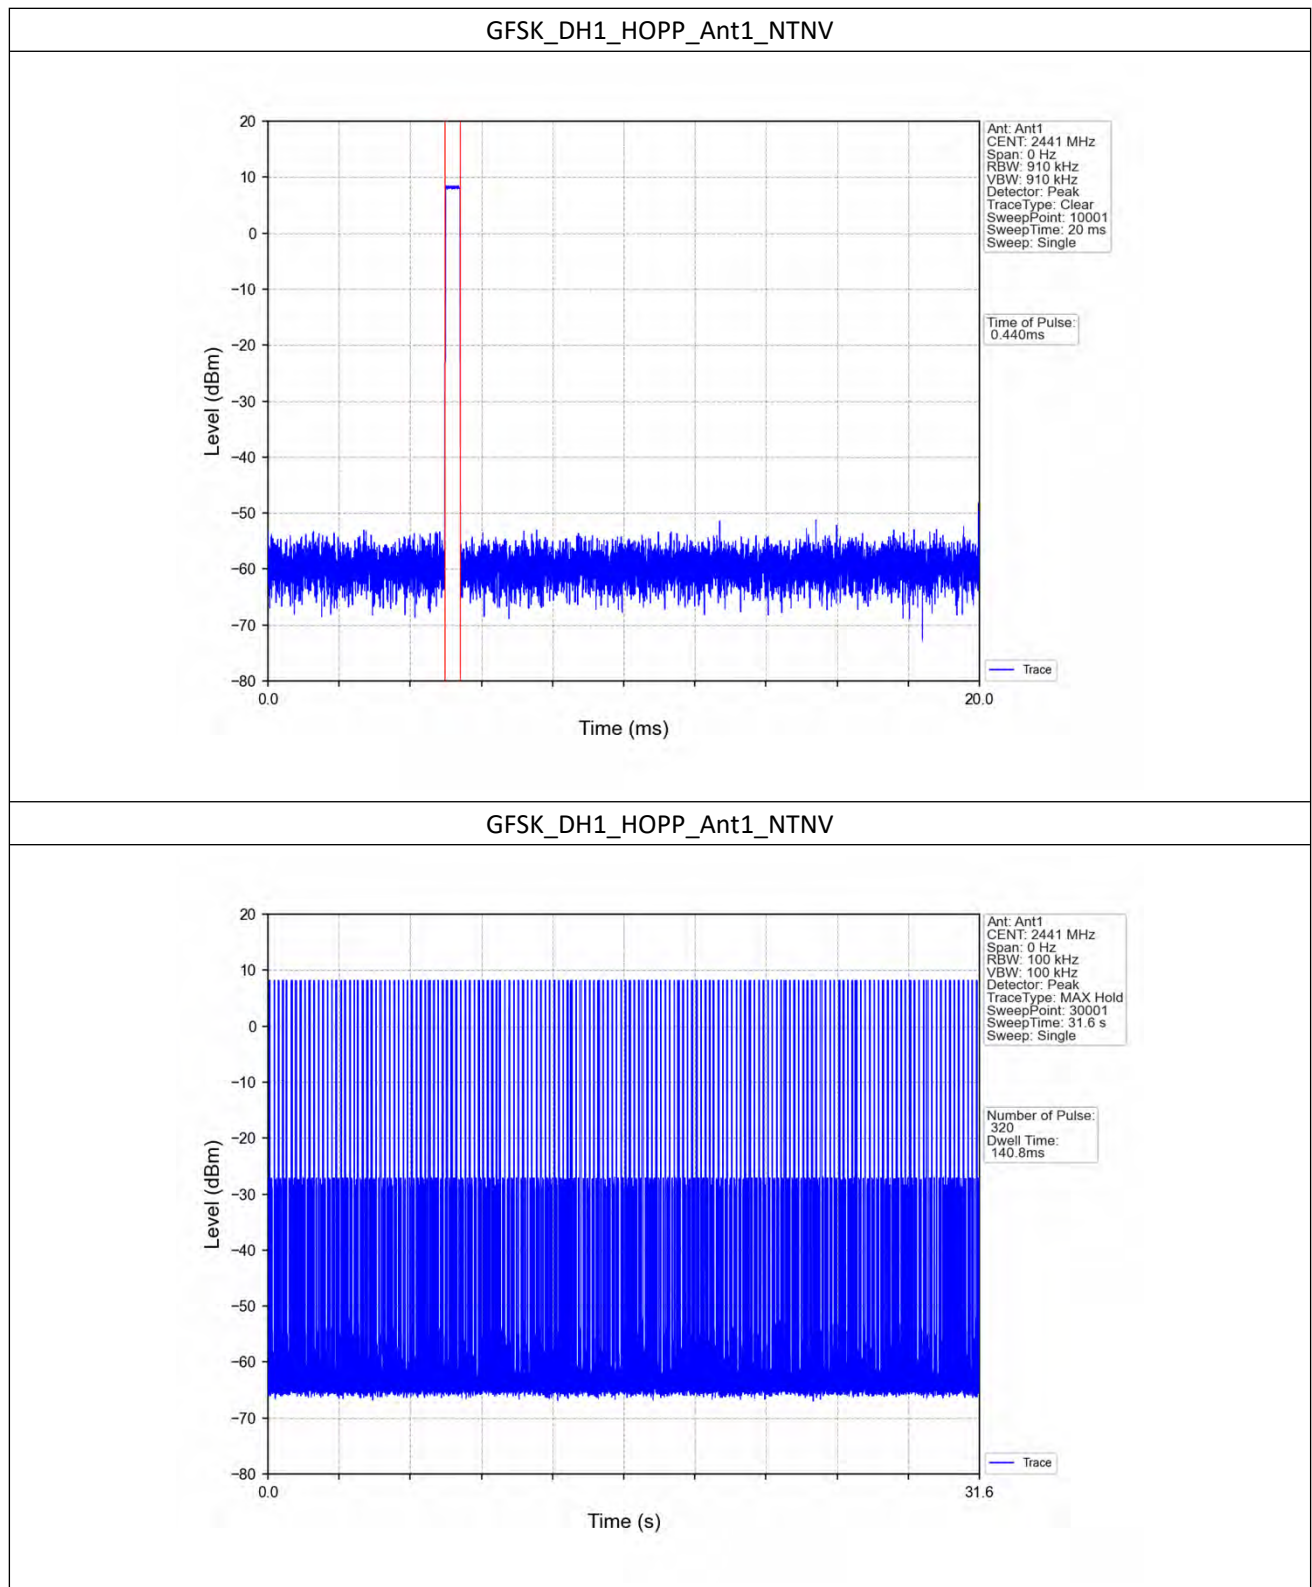 GFSK_DH1_HOPP_Ant1_NTNV
20
10
0
−10
−20
−30
−40
−50
−60
−70
−80
Level (dBm)
0.0
20.0
Time (ms)
Ant: Ant1
CENT: 2441 MHz
Span: 0 Hz
RBW: 910 kHz
VBW: 910 kHz
Detector: Peak
TraceType: Clear
SweepPoint: 10001
SweepTime: 20 ms
Sweep: Single
Time of Pulse:
0.440ms
Trace
GFSK_DH1_HOPP_Ant1_NTNV
20
10
0
−10
−20
−30
−40
−50
−60
−70
−80
Level (dBm)
0.0
31.6
Time (s)
Ant: Ant1
CENT: 2441 MHz
Span: 0 Hz
RBW: 100 kHz
VBW: 100 kHz
Detector: Peak
TraceType: MAX Hold
SweepPoint: 30001
SweepTime: 31.6 s
Sweep: Single
Number of Pulse:
320
Dwell Time:
140.8ms
Trace